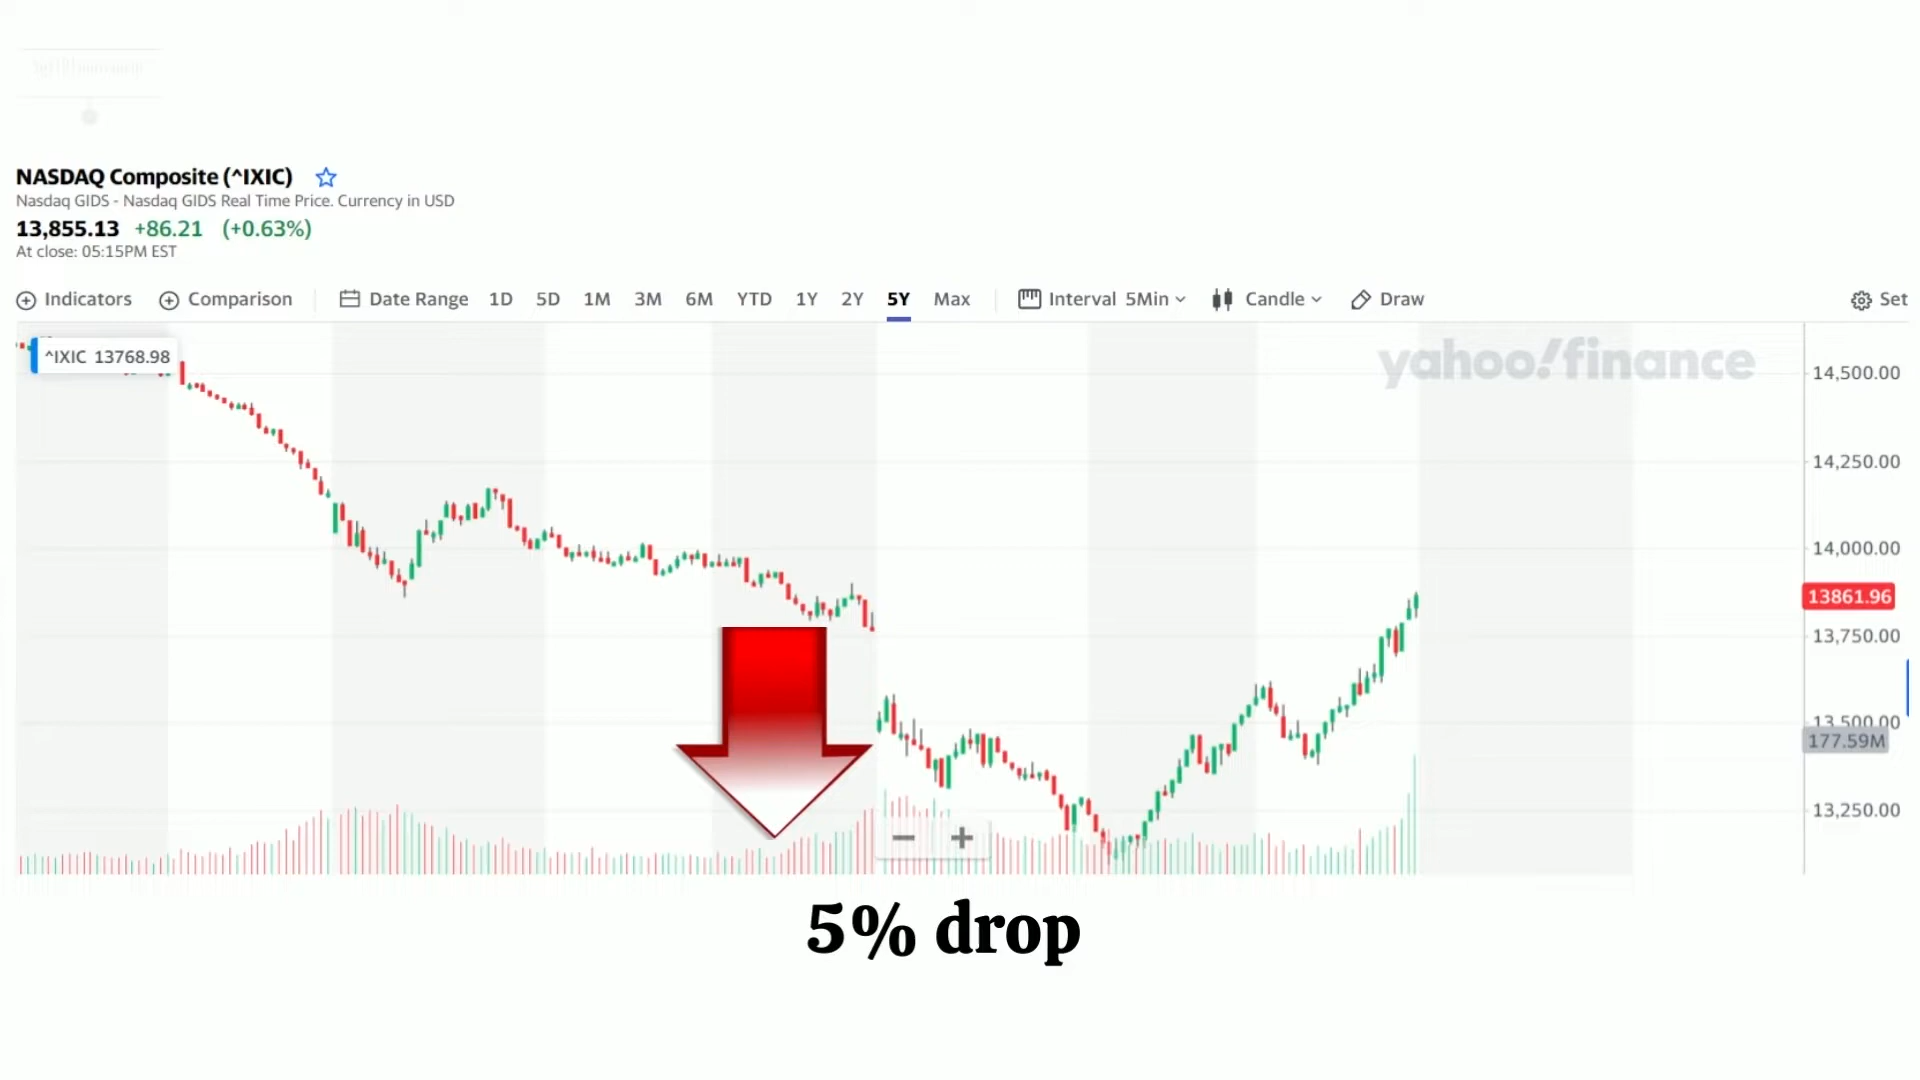 NASDAQ Composite (^IXIC)
Nasdaq GIDS - Nasdaq GIDS Real Time Price. Currency in USD
13,855.13 +86.21 (+0.63%)
At close: 05:15PM EST
Indicators Comparison Date Range 1D 5D 1M 3M 6M YTD 1Y 2Y 5Y Max Interval 5Min Candle Draw Set
^IXIC 13768.98
yahoo!finance
14,500.00
14,250.00
14,000.00
13861.96
13,750.00
13,500.00
177.59M
13,250.00
5% drop